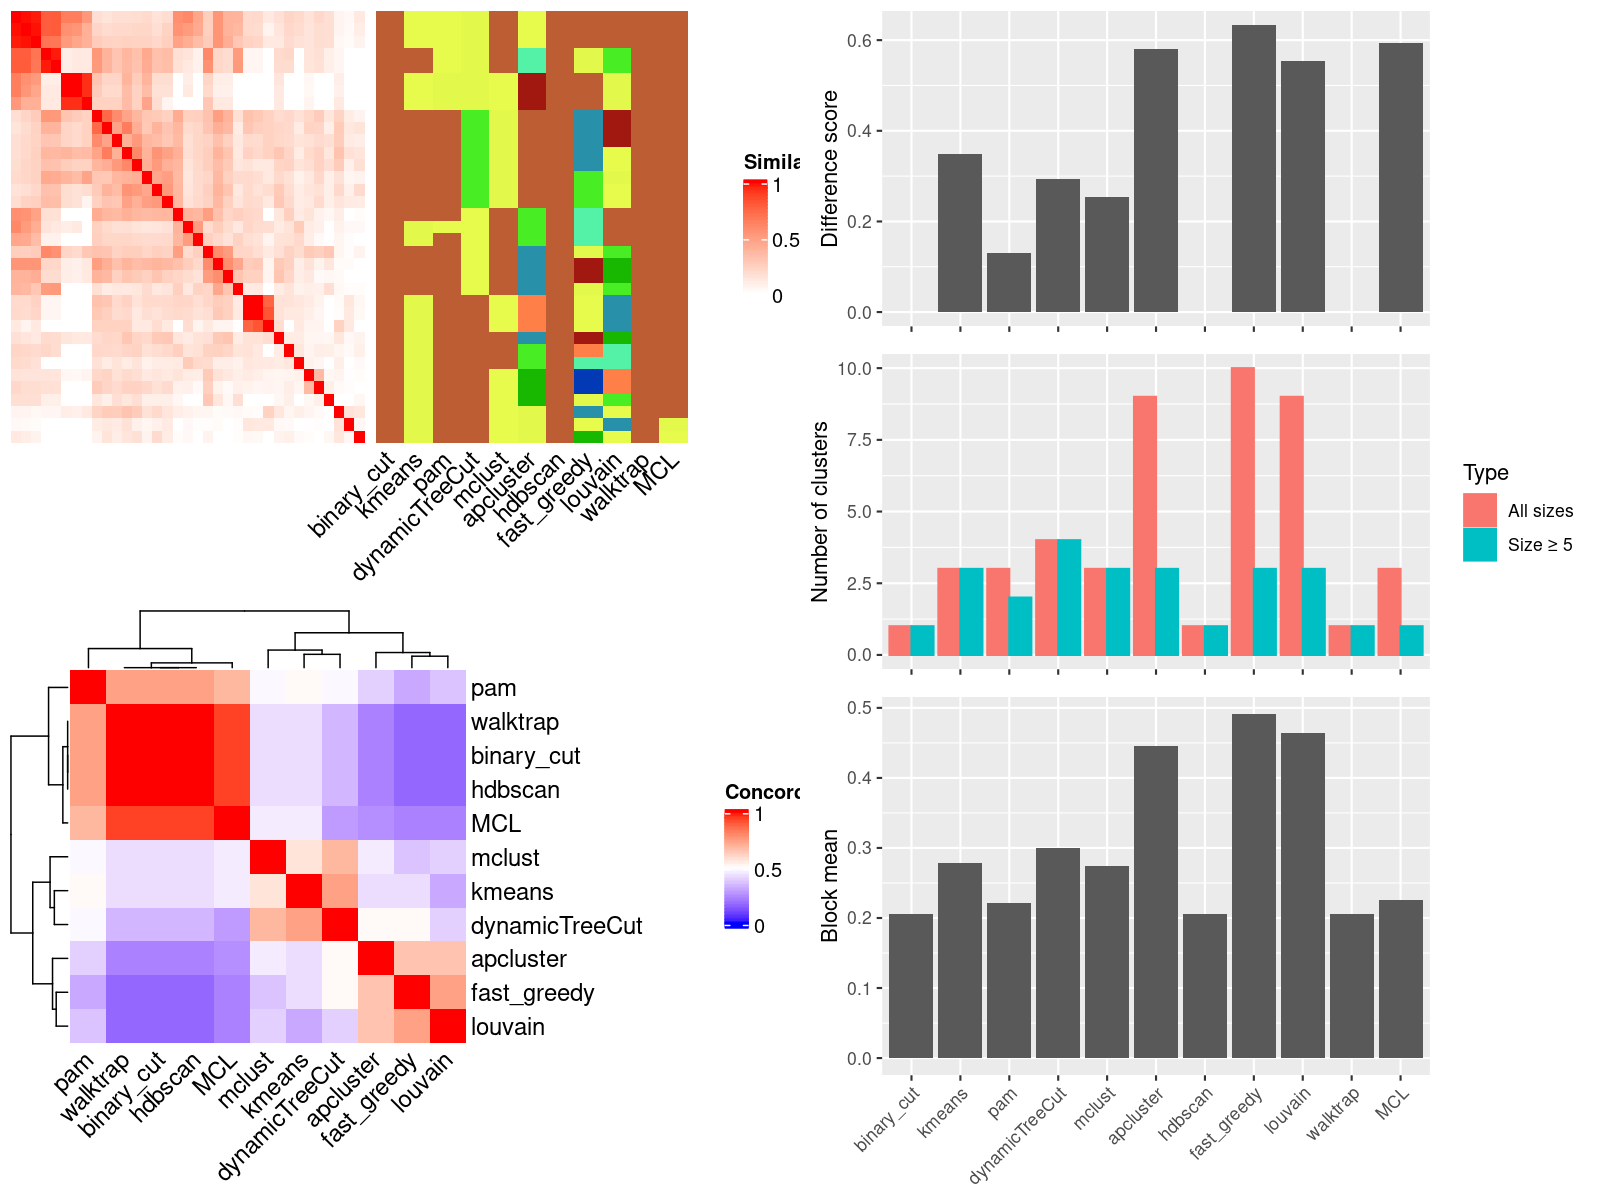 Simila
1
0.5
0
binary_cut
kmeans
pam
dynamicTreeCut
mclust
apcluster
hdbscan
fast_greedy
louvain
walktrap
MCL
pam
walktrap
binary_cut
hdbscan
MCL
mclust
kmeans
dynamicTreeCut
apcluster
fast_greedy
louvain
pam
walktrap
binary_cut
hdbscan
MCL
mclust
kmeans
dynamicTreeCut
apcluster
fast_greedy
louvain
Concord
1
0.5
0
Difference score
0.6
0.4
0.2
0.0
Number of clusters
10.0
7.5
5.0
2.5
0.0
Type
All sizes
Size ≥ 5
Block mean
0.5
0.4
0.3
0.2
0.1
0.0
binary_cut
kmeans
pam
dynamicTreeCut
mclust
apcluster
hdbscan
fast_greedy
louvain
walktrap
MCL